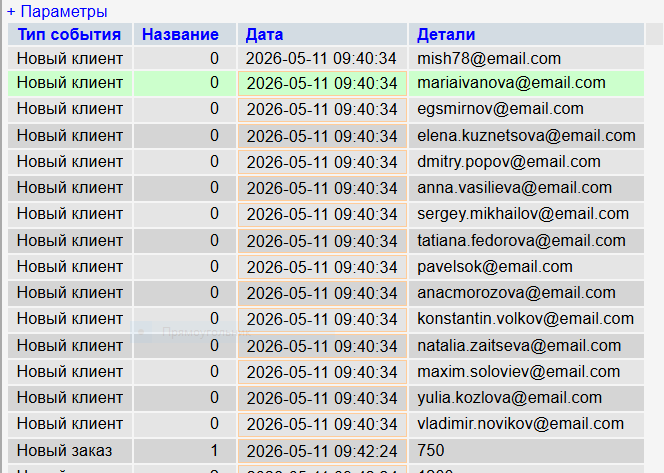 + Параметры
Тип события Название Дата Детали
Новый клиент 0 2026-05-11 09:40:34 mish78@email.com
Новый клиент 0 2026-05-11 09:40:34 mariaivanova@email.com
Новый клиент 0 2026-05-11 09:40:34 egsmirnov@email.com
Новый клиент 0 2026-05-11 09:40:34 elena.kuznetsova@email.com
Новый клиент 0 2026-05-11 09:40:34 dmitry.popov@email.com
Новый клиент 0 2026-05-11 09:40:34 anna.vasilieva@email.com
Новый клиент 0 2026-05-11 09:40:34 sergey.mikhailov@email.com
Новый клиент 0 2026-05-11 09:40:34 tatiana.fedorova@email.com
Новый клиент 0 2026-05-11 09:40:34 pavelsok@email.com
Новый клиент 0 2026-05-11 09:40:34 anacmorozova@email.com
Новый клиент 0 2026-05-11 09:40:34 konstantin.volkov@email.com
Новый клиент 0 2026-05-11 09:40:34 natalia.zaitseva@email.com
Новый клиент 0 2026-05-11 09:40:34 maxim.soloviev@email.com
Новый клиент 0 2026-05-11 09:40:34 yulia.kozlova@email.com
Новый клиент 0 2026-05-11 09:40:34 vladimir.novikov@email.com
Новый заказ 1 2026-05-11 09:42:24 750